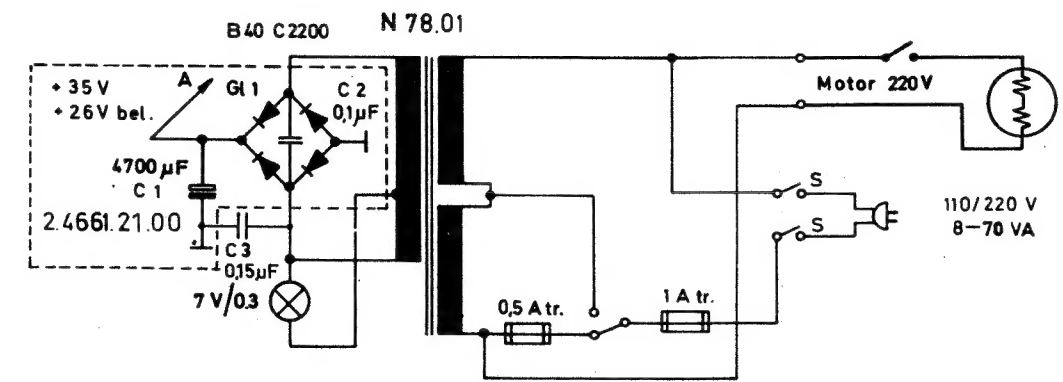 B40 C2200
N 78.01
+ 35 V
+ 26 V bel.
A
Gl 1
C 2
0,1µF
4700 µF
C 1
2.4661.21.00
C 3
0,15µF
7 V/0.3
Motor 220V
S
S
110/220 V
8-70 VA
0,5 A tr.
1 A tr.